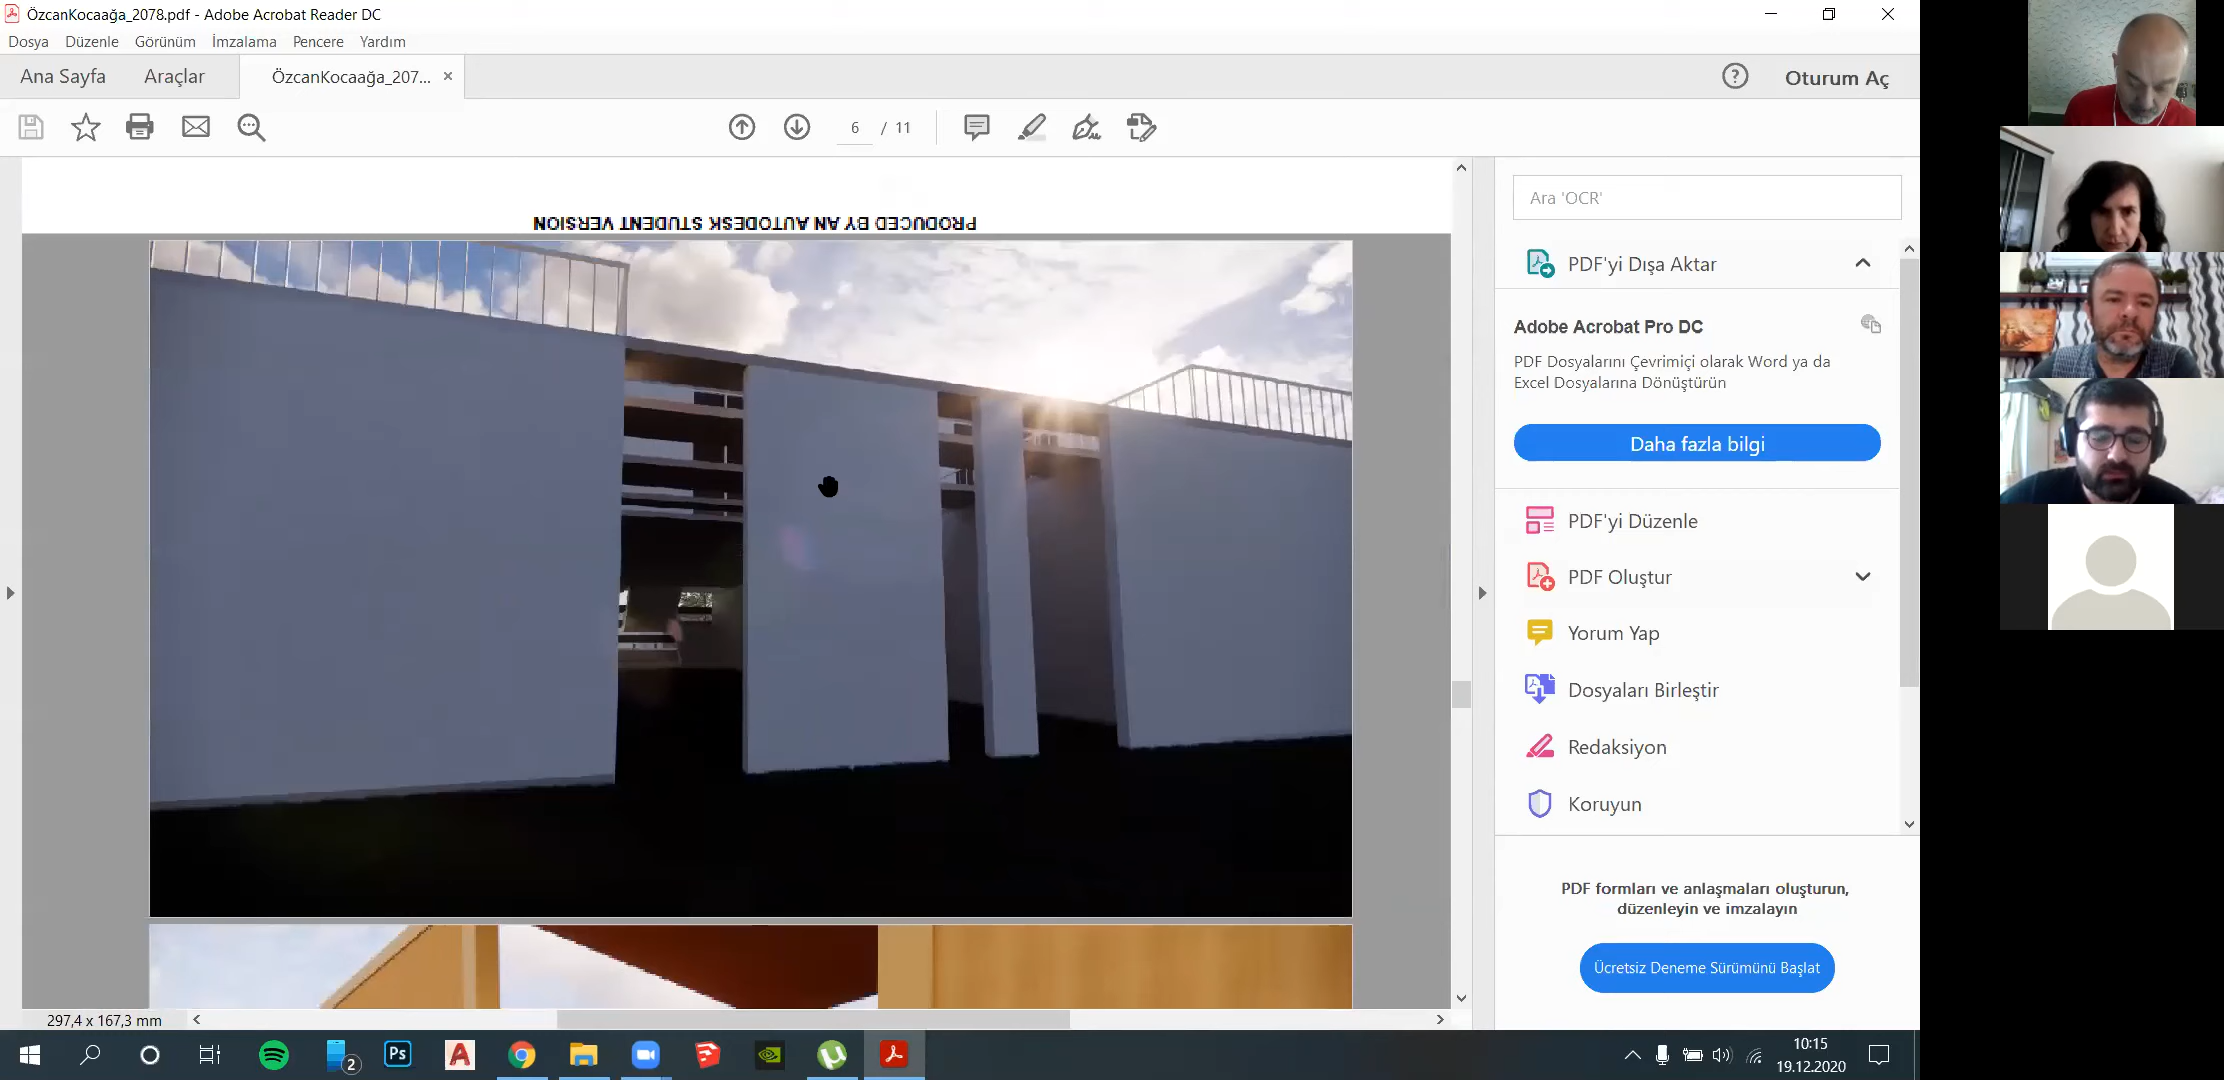 ÖzcanKocaağa_2078.pdf - Adobe Acrobat Reader DC
Dosya Düzenle Görünüm İmzalama Pencere Yardım
Ana Sayfa Araçlar ÖzcanKocaağa_207... × ? Oturum Aç
6 / 11
PRODUCED BY AN AUTODESK STUDENT VERSION
Ara 'OCR'
PDF'yi Dışa Aktar
Adobe Acrobat Pro DC
PDF Dosyalarını Çevrimiçi olarak Word ya da
Excel Dosyalarına Dönüştürün
Daha fazla bilgi
PDF'yi Düzenle
PDF Oluştur
Yorum Yap
Dosyaları Birleştir
Redaksiyon
Koruyun
PDF formları ve anlaşmaları oluşturun,
düzenleyin ve imzalayın
Ücretsiz Deneme Sürümünü Başlat
297,4 x 167,3 mm
2
Ps
A
10:15
19.12.2020